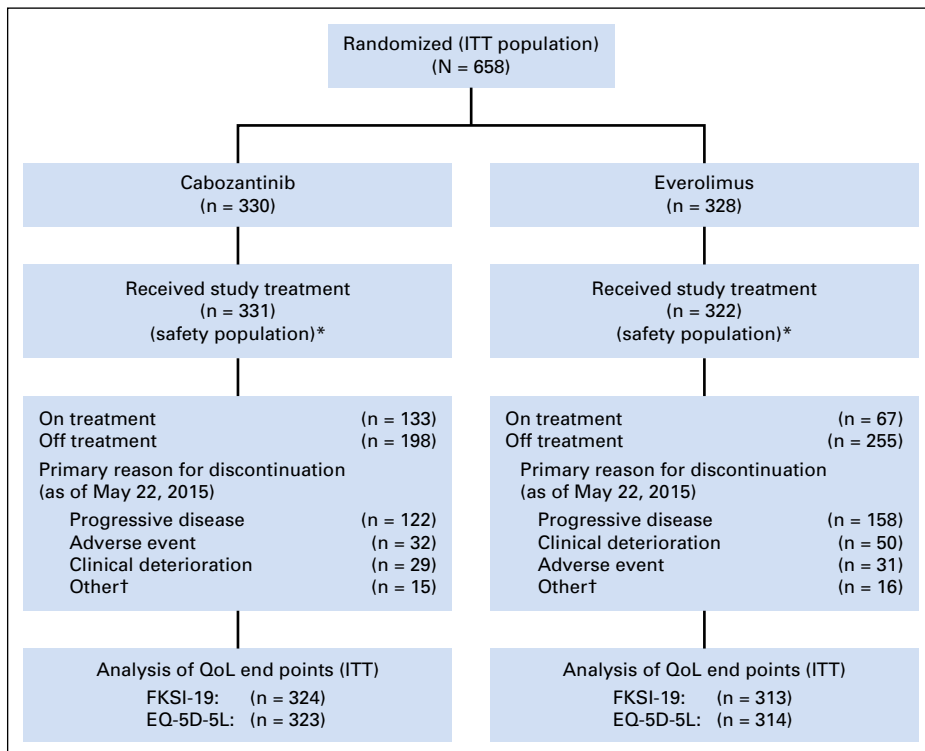 Randomized (ITT population)
(N = 658)
Cabozantinib
(n = 330)
Everolimus
(n = 328)
Received study treatment
(n = 331)
(safety population)*
Received study treatment
(n = 322)
(safety population)*
On treatment (n = 133)
Off treatment (n = 198)
Primary reason for discontinuation
(as of May 22, 2015)
Progressive disease (n = 122)
Adverse event (n = 32)
Clinical deterioration (n = 29)
Other† (n = 15)
On treatment (n = 67)
Off treatment (n = 255)
Primary reason for discontinuation
(as of May 22, 2015)
Progressive disease (n = 158)
Clinical deterioration (n = 50)
Adverse event (n = 31)
Other† (n = 16)
Analysis of QoL end points (ITT)
FKSI-19: (n = 324)
EQ-5D-5L: (n = 323)
Analysis of QoL end points (ITT)
FKSI-19: (n = 313)
EQ-5D-5L: (n = 314)